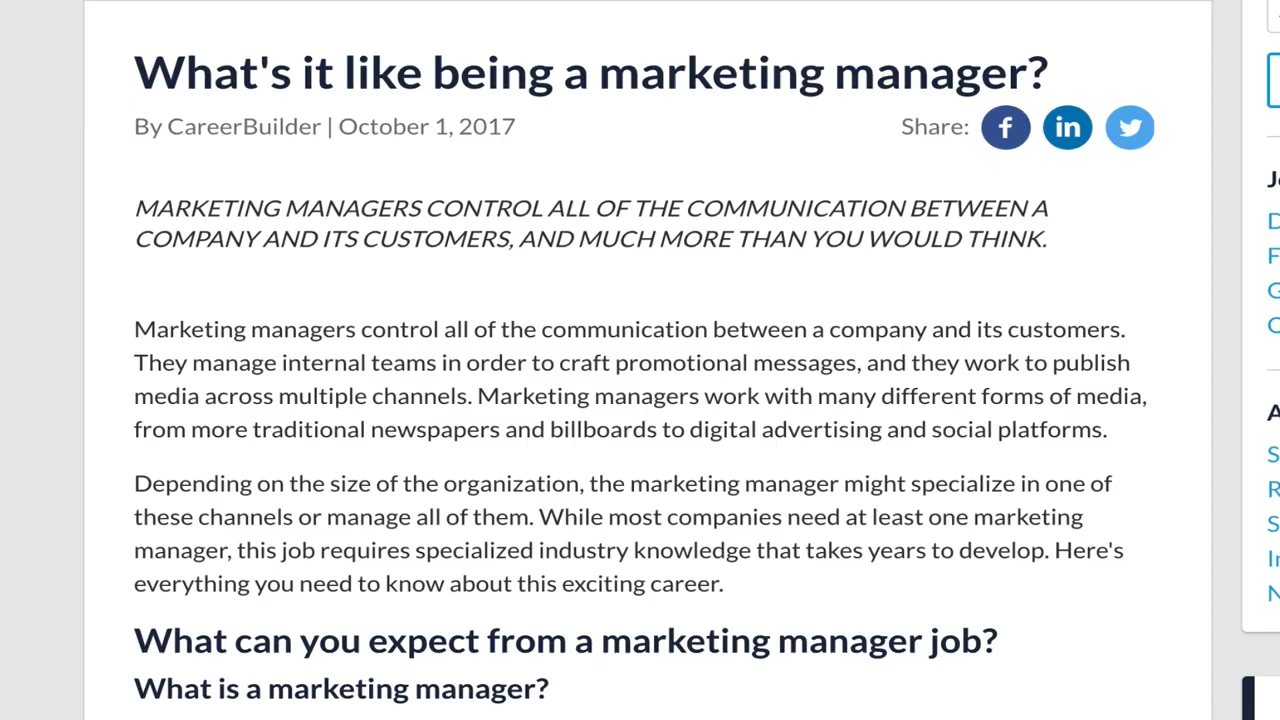 What's it like being a marketing manager?
By CareerBuilder | October 1, 2017
Share:
MARKETING MANAGERS CONTROL ALL OF THE COMMUNICATION BETWEEN A
COMPANY AND ITS CUSTOMERS, AND MUCH MORE THAN YOU WOULD THINK.
Marketing managers control all of the communication between a company and its customers.
They manage internal teams in order to craft promotional messages, and they work to publish
media across multiple channels. Marketing managers work with many different forms of media,
from more traditional newspapers and billboards to digital advertising and social platforms.
Depending on the size of the organization, the marketing manager might specialize in one of
these channels or manage all of them. While most companies need at least one marketing
manager, this job requires specialized industry knowledge that takes years to develop. Here's
everything you need to know about this exciting career.
What can you expect from a marketing manager job?
What is a marketing manager?